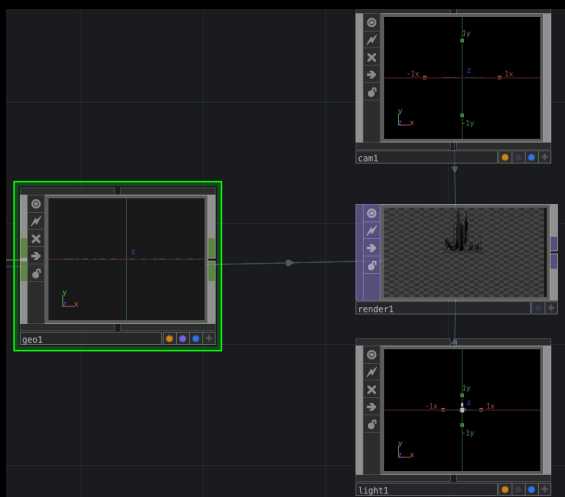 1y
-1x z 1x
-1y
y
z x
cam1
z
y
z x
geo1
render1
1y
-1x z 1x
-1y
y
z x
light1